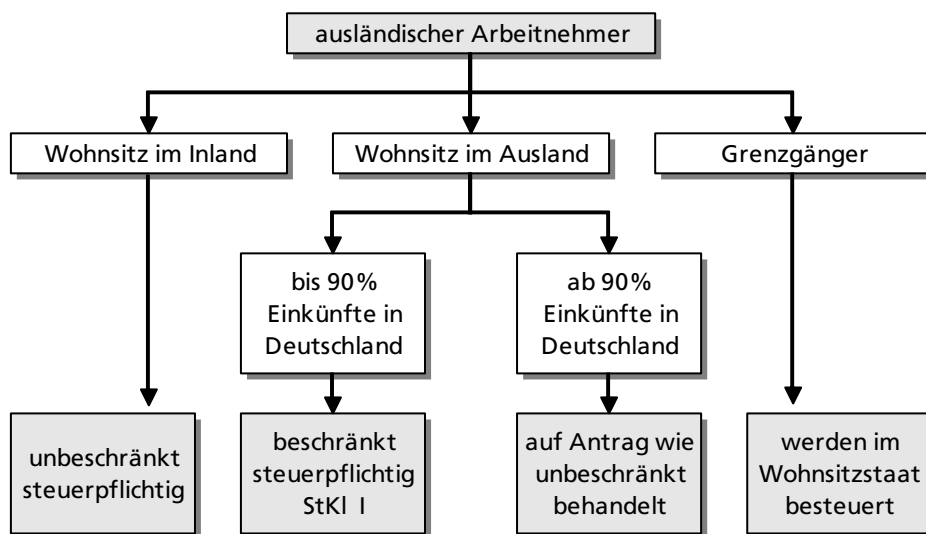 ausländischer Arbeitnehmer
Wohnsitz im Inland
Wohnsitz im Ausland
Grenzgänger
bis 90%
Einkünfte in
Deutschland
ab 90%
Einkünfte in
Deutschland
unbeschränkt
steuerpflichtig
beschränkt
steuerpflichtig
StKl I
auf Antrag wie
unbeschränkt
behandelt
werden im
Wohnsitzstaat
besteuert